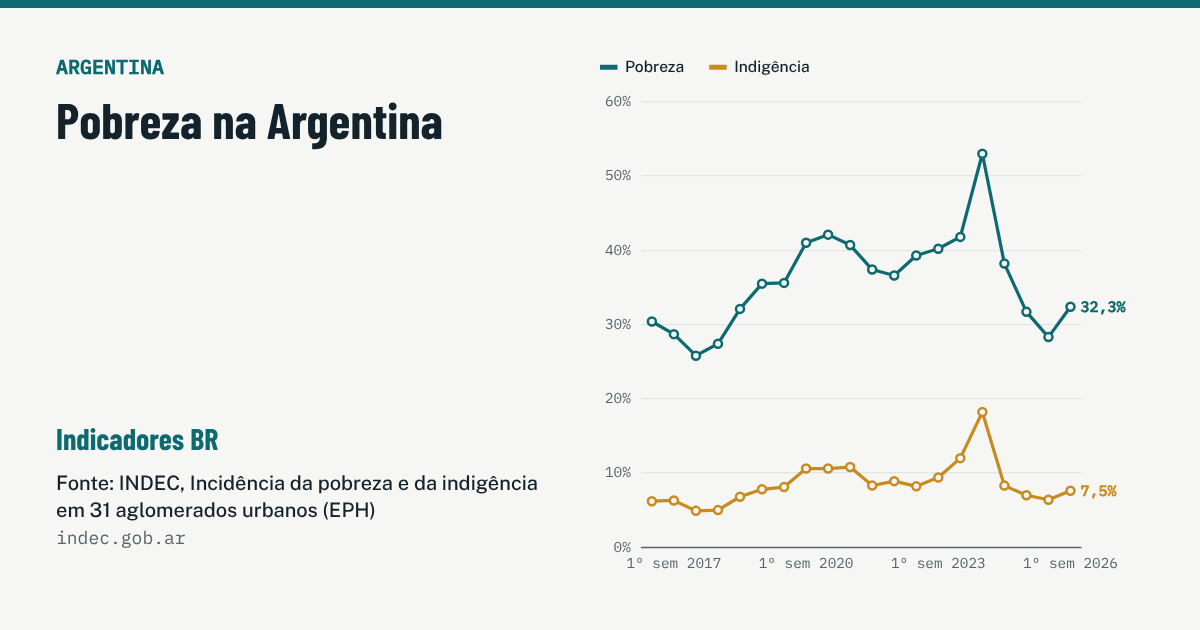 ARGENTINA
Pobreza na Argentina
Indicadores BR
Fonte: INDEC, Incidência da pobreza e da indigência
em 31 aglomerados urbanos (EPH)
indec.gob.ar
Pobreza
Indigência
60%
50%
40%
30%
20%
10%
0%
32,3%
7,5%
1º sem 2017
1º sem 2020
1º sem 2023
1º sem 2026